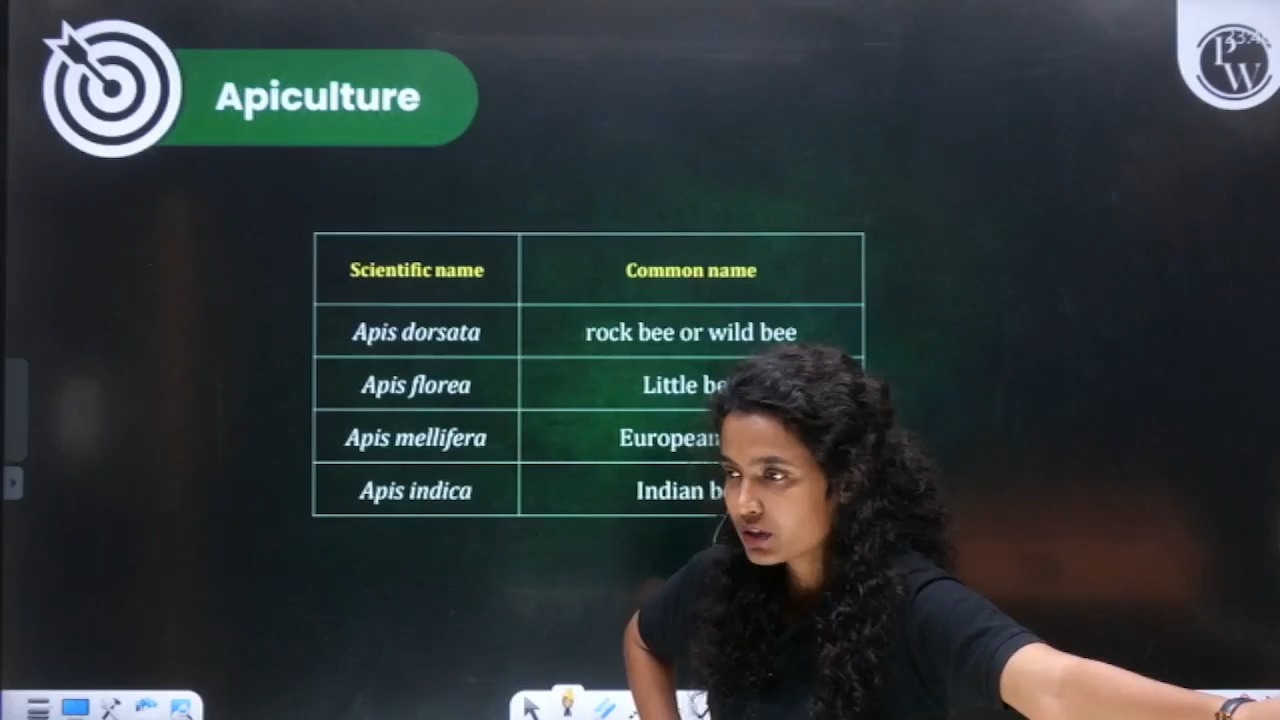 Apiculture
PW
Scientific name Common name
Apis dorsata rock bee or wild bee
Apis florea Little
Apis mellifera European
Apis indica Indian